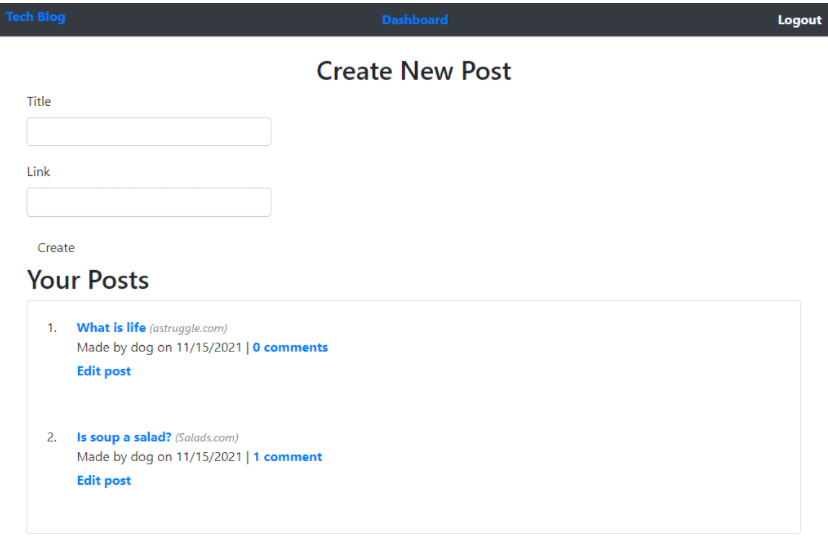 Tech Blog Dashboard Logout
Create New Post
Title
Link
Create
Your Posts
1. What is life (astruggle.com)
Made by dog on 11/15/2021 | 0 comments
Edit post
2. Is soup a salad? (Salads.com)
Made by dog on 11/15/2021 | 1 comment
Edit post